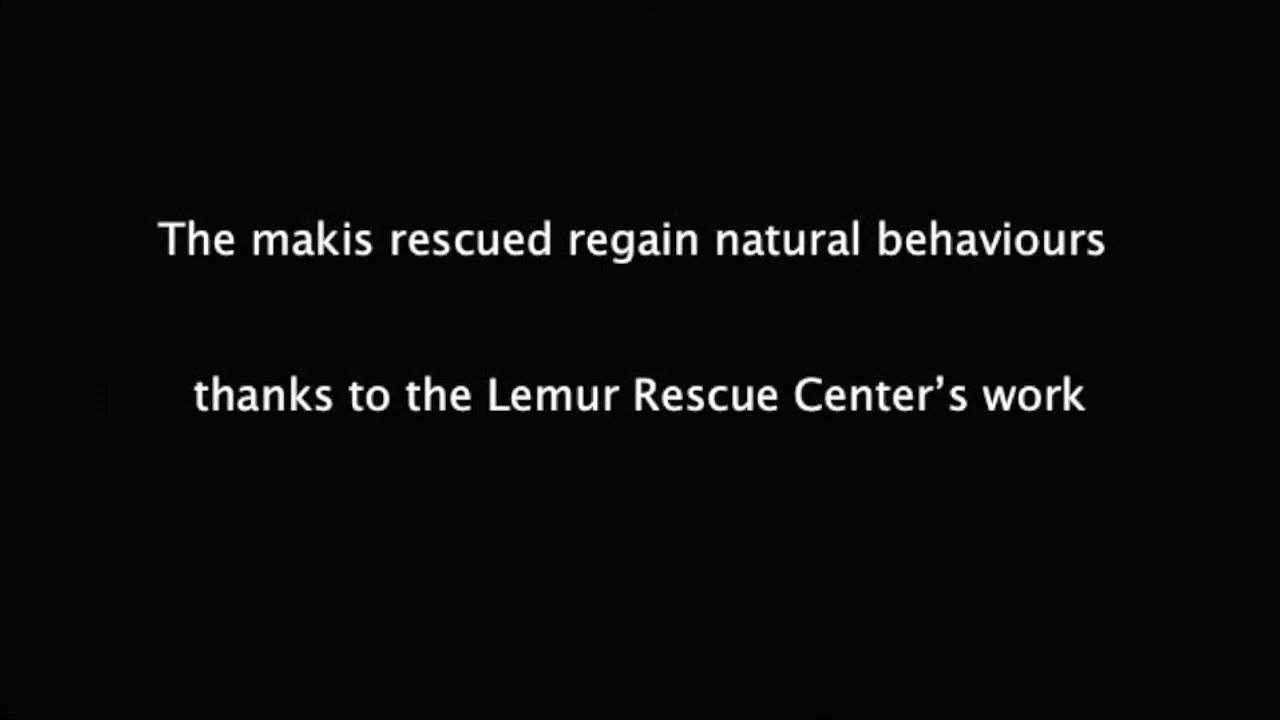 The makis rescued regain natural behaviours
thanks to the Lemur Rescue Center’s work